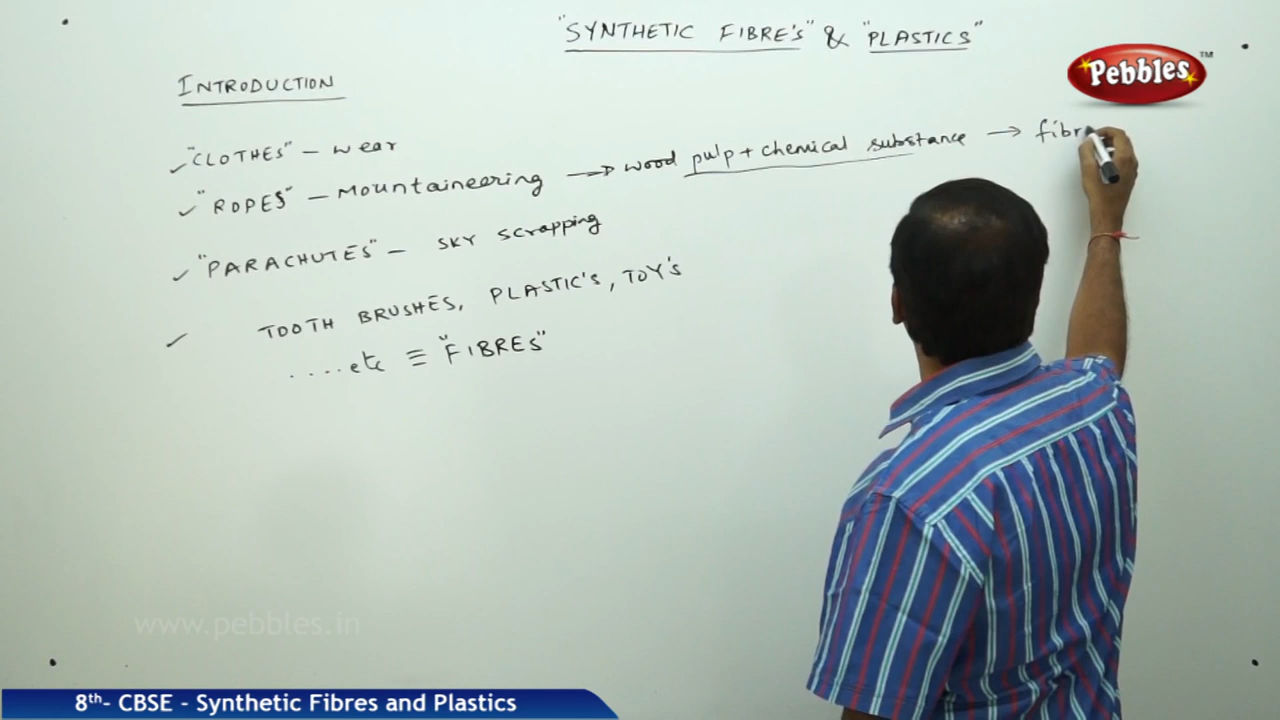 "SYNTHETIC FIBRE'S" & "PLASTICS"
Pebbles TM
INTRODUCTION
"CLOTHES" - wear
"ROPES" - Mountaineering → wood pulp + chemical substance → fibr
"PARACHUTES" - SKY scrapping
TOOTH BRUSHES, PLASTIC'S, TOY'S
....etc ≡ "FIBRES"
www.pebbles.in
8th- CBSE - Synthetic Fibres and Plastics